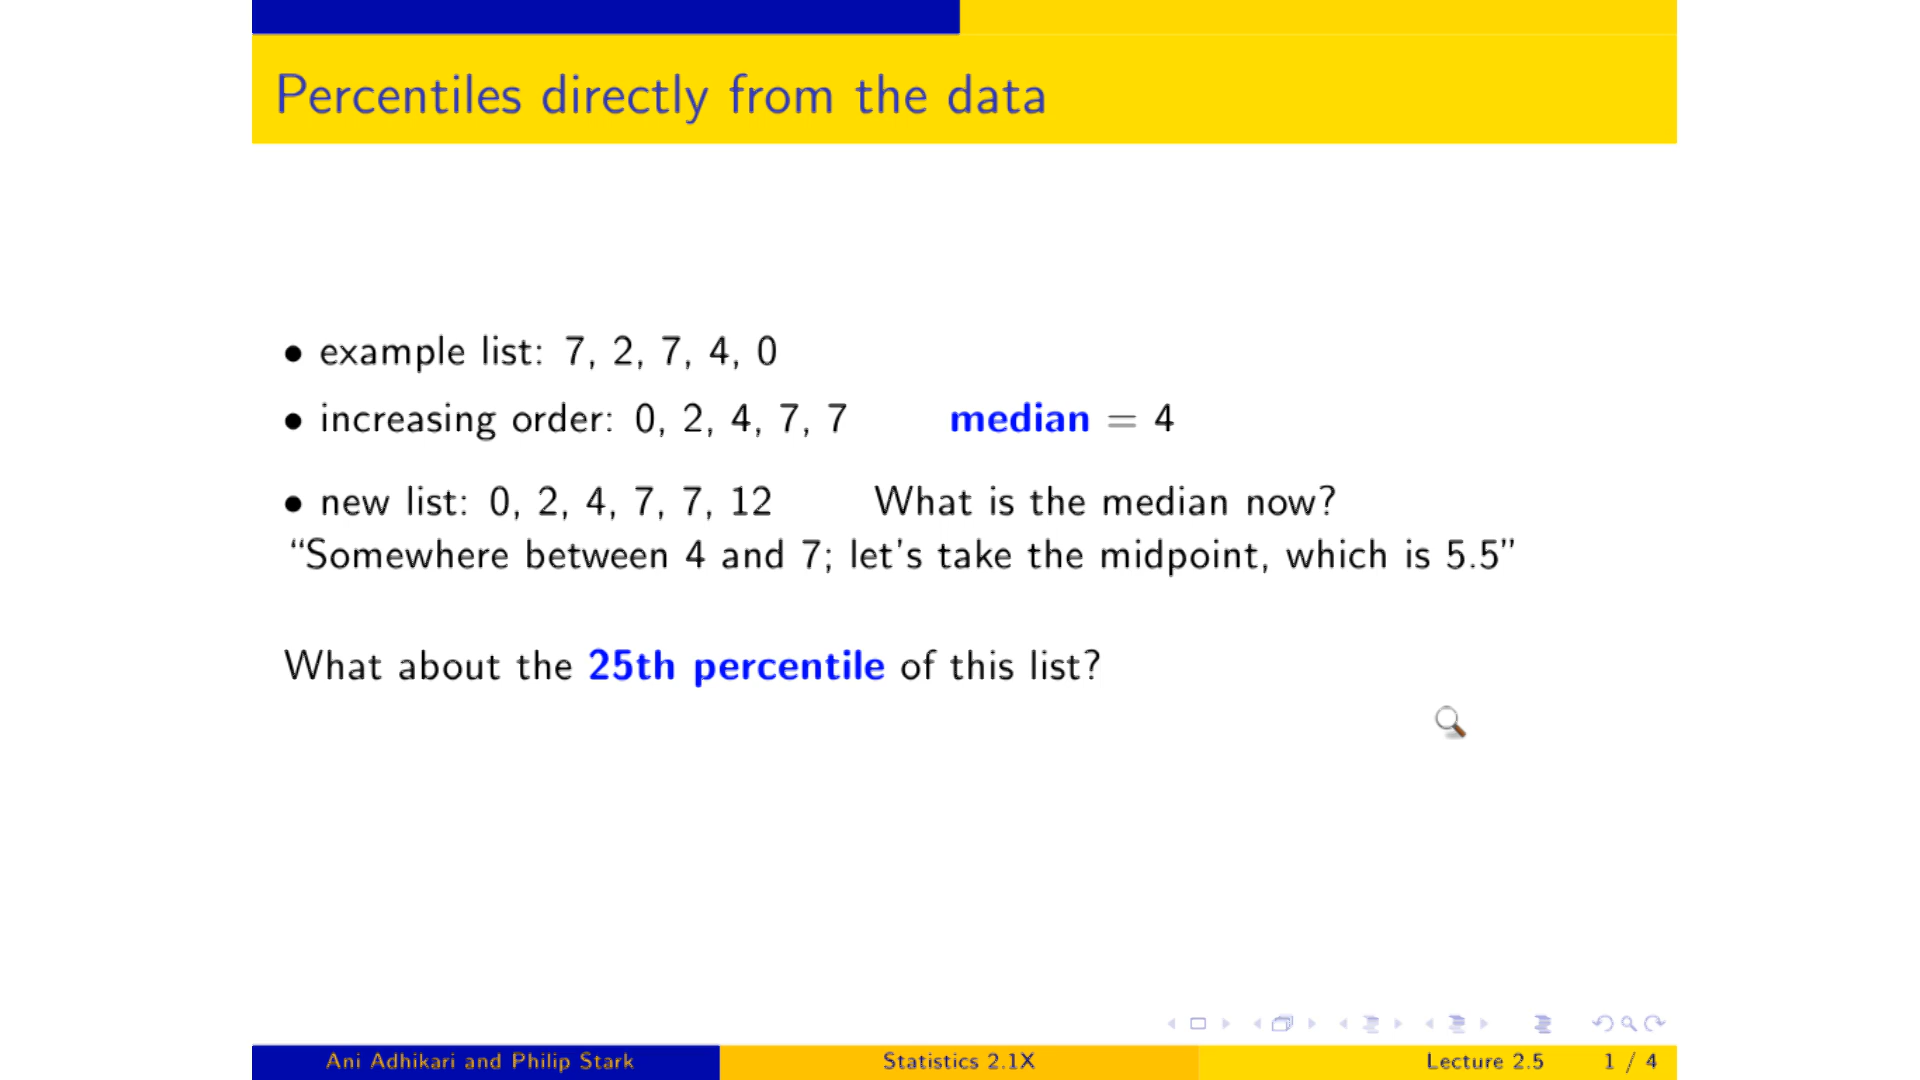 Percentiles directly from the data
• example list: 7, 2, 7, 4, 0
• increasing order: 0, 2, 4, 7, 7 median = 4
• new list: 0, 2, 4, 7, 7, 12 What is the median now?
“Somewhere between 4 and 7; let’s take the midpoint, which is 5.5”
What about the 25th percentile of this list?
Ani Adhikari and Philip Stark Statistics 2.1X Lecture 2.5 1 / 4